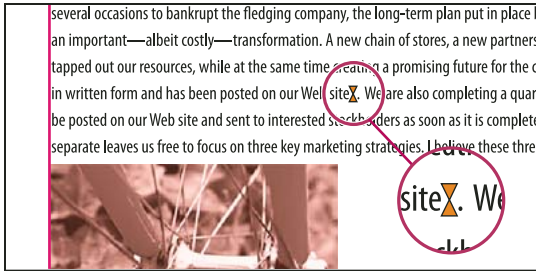 several occasions to bankrupt the fledging company, the long-term plan put in place
an important—albeit costly—transformation. A new chain of stores, a new partners
tapped out our resources, while at the same time creating a promising future for the
in written form and has been posted on our Web site. We are also completing a quar
be posted on our Web site and sent to interested stockholders as soon as it is complete
separate leaves us free to focus on three key marketing strategies. I believe these thre
site. We